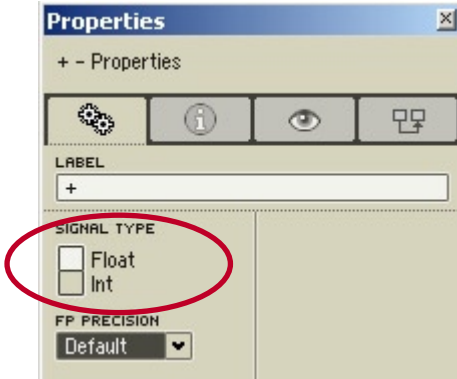 Properties
+ - Properties
LABEL
+
SIGNAL TYPE
Float
Int
FP PRECISION
Default